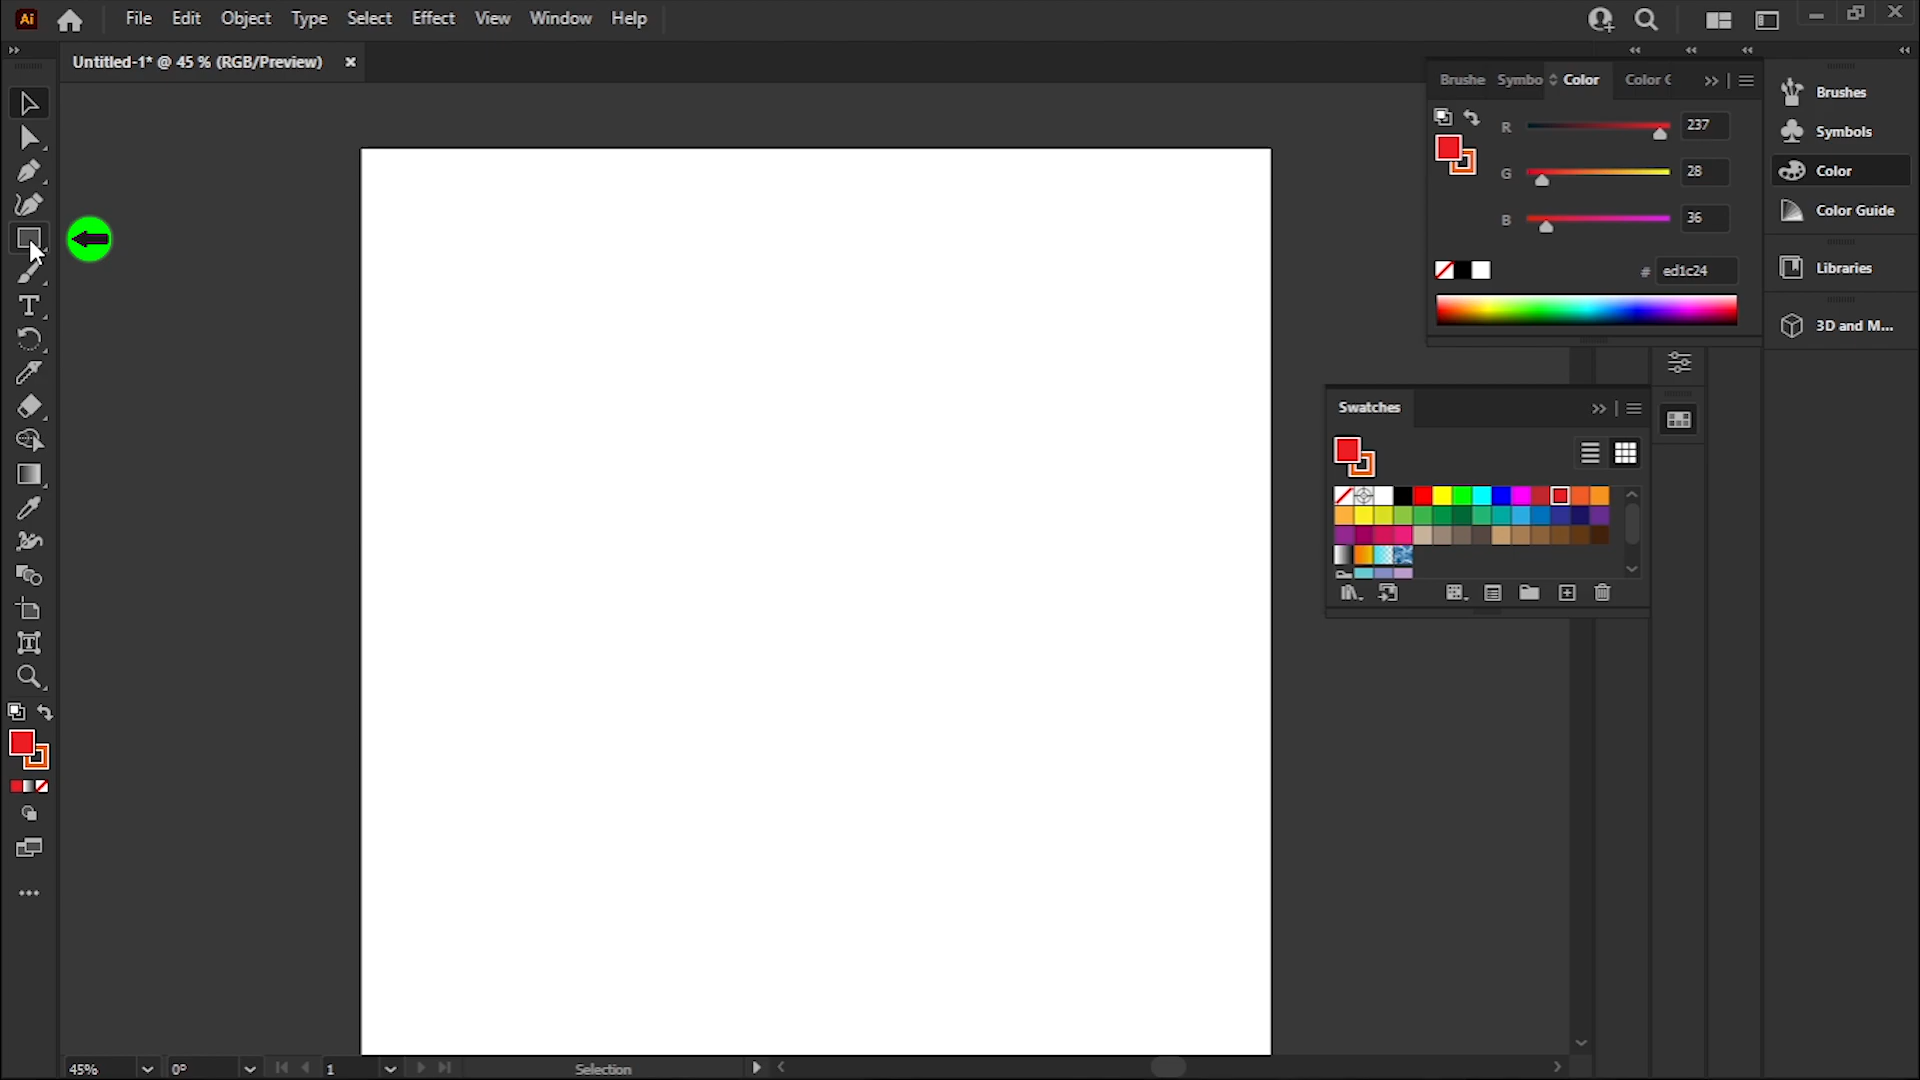 Ai File Edit Object Type Select Effect View Window Help
Untitled-1* @ 45 % (RGB/Preview)
Brushe Symbo Color Color
R 237
G 28
B 36
# ed1c24
Brushes
Symbols
Color
Color Guide
Libraries
3D and M...
Swatches
T
45% 0° 1 Selection